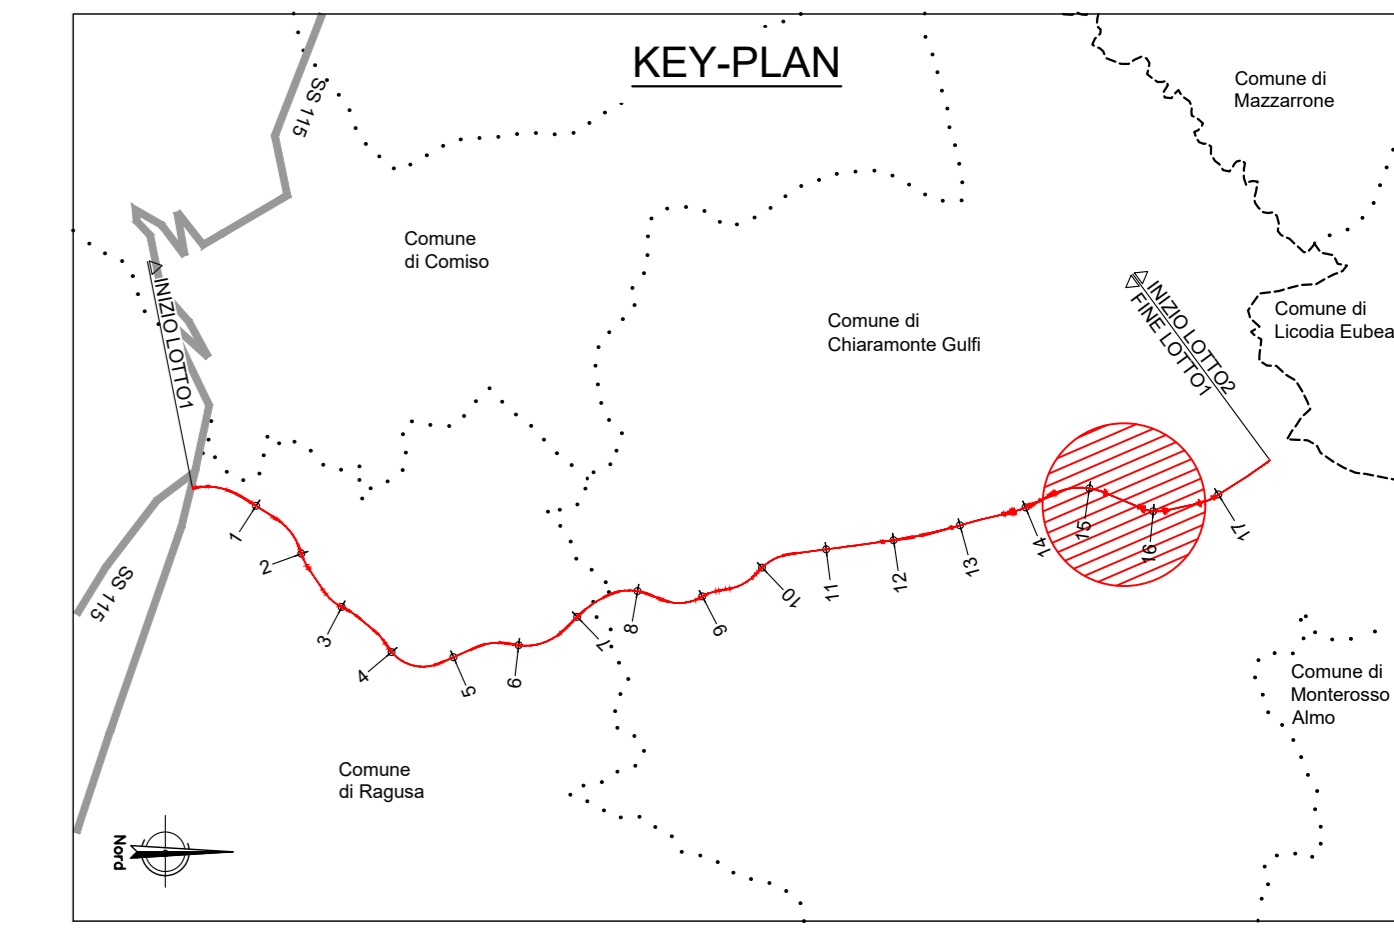 KEY-PLAN
SS 115
Comune di
Mazzarrone
Comune
di Comiso
INIZIO LOTTO1
Comune di
Chiaramonte Gulfi
INIZIO LOTTO2
FINE LOTTO1
Comune di
Licodia Eubea
1
2
3
4
5
6
7
8
9
10
11
12
13
14
15
16
17
SS 115
Comune di
Monterosso
Almo
Comune
di Ragusa
Nord